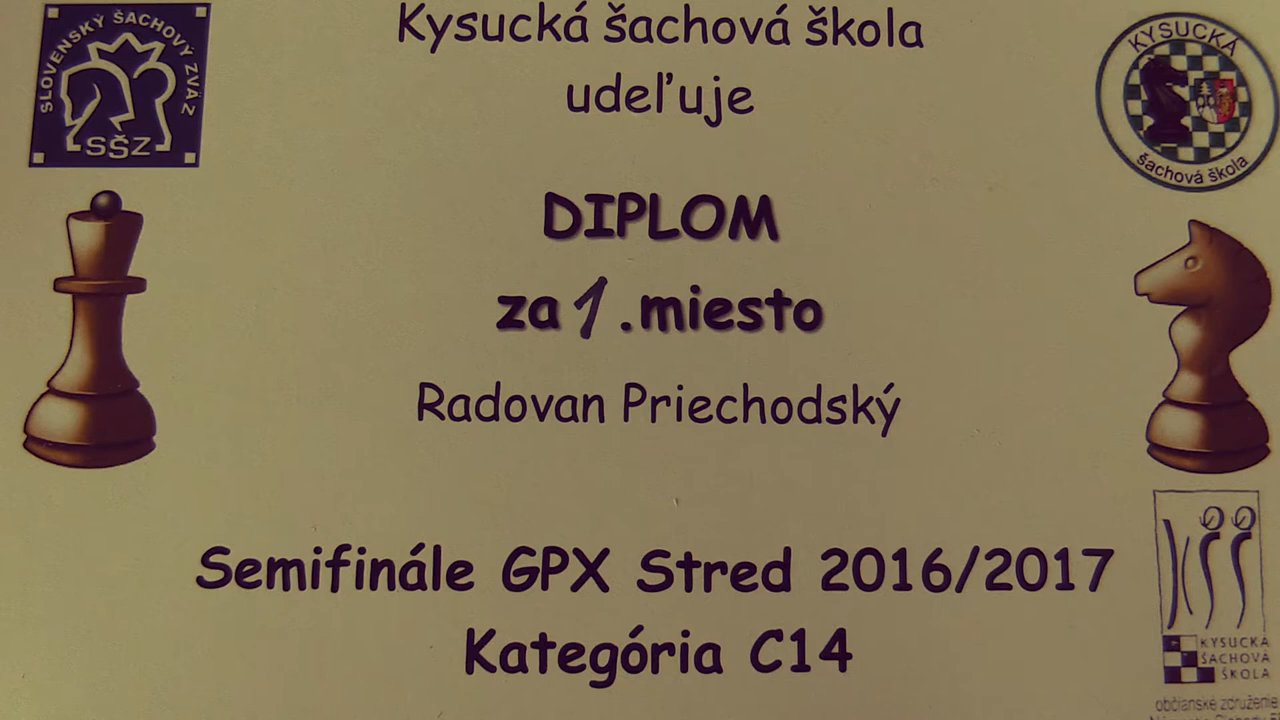 SLOVENSKÝ ŠACHOVÝ ZVÄZ
SŠZ
Kysucká šachová škola
udeľuje
KYSUCKÁ
šachová škola
DIPLOM
za 1. miesto
Radovan Priechodský
Semifinále GPX Stred 2016/2017
Kategória C14
KŠŠ
KYSUCKÁ
ŠACHOVÁ
ŠKOLA
občianske združenie